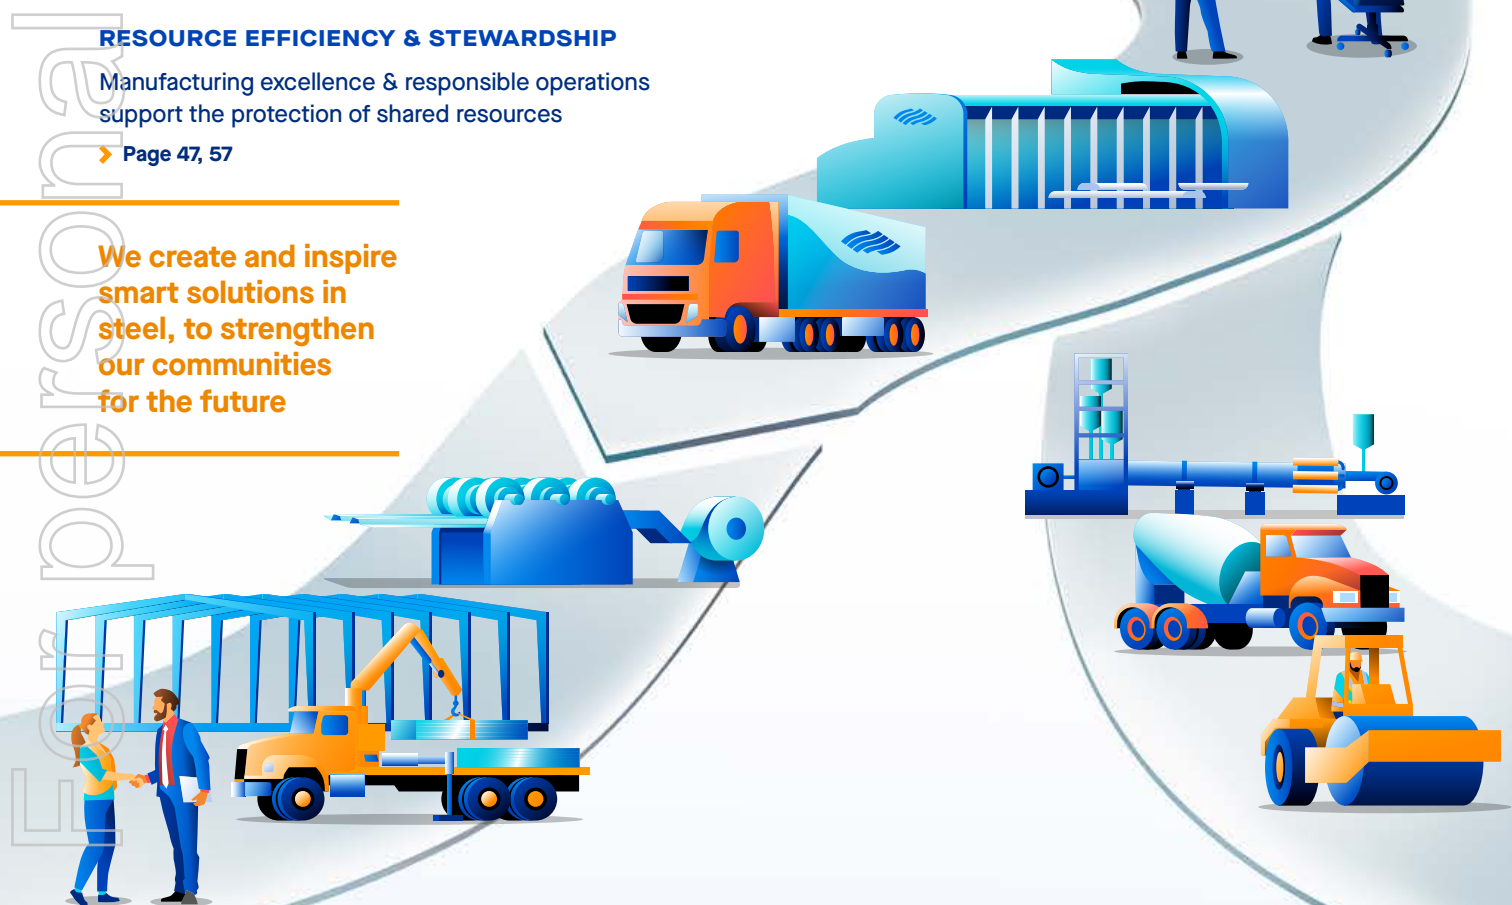 RESOURCE EFFICIENCY & STEWARDSHIP
Manufacturing excellence & responsible operations
support the protection of shared resources
Page 47, 57
We create and inspire
smart solutions in
steel, to strengthen
our communities
for the future
For personal